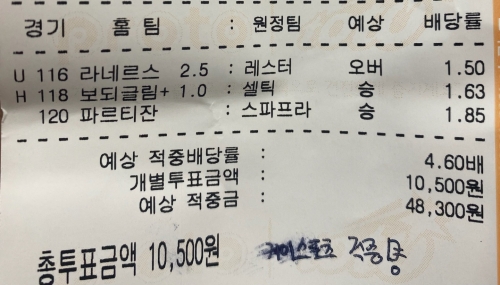 경기 홈 팀 : 원정팀 예상 배당률
U 116 라네르스 2.5 : 레스터 오버 1.50
H 118 보되글림+ 1.0 : 셀틱 승 1.63
120 파르티잔 : 스파프라 승 1.85
예상 적중배당률 : 4.60배
개별투표금액 : 10,500원
예상 적중금 : 48,300원
총투표금액 10,500원 적중